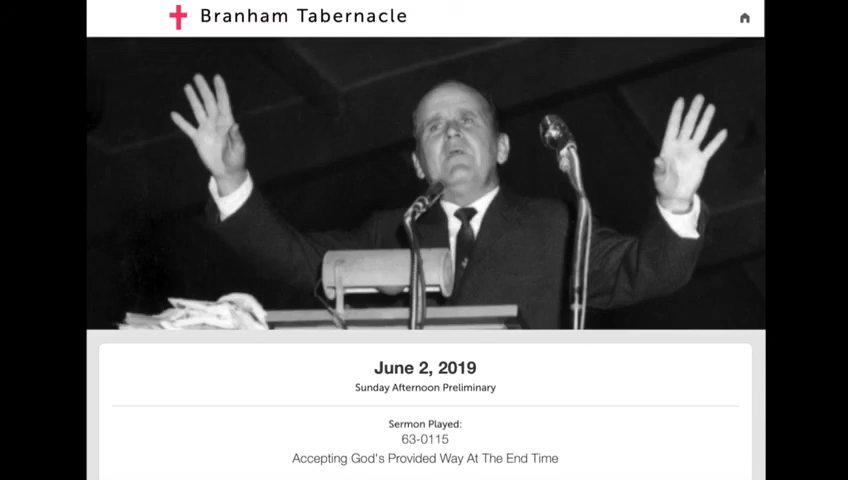 Branham Tabernacle
June 2, 2019
Sunday Afternoon Preliminary
Sermon Played:
63-0115
Accepting God's Provided Way At The End Time